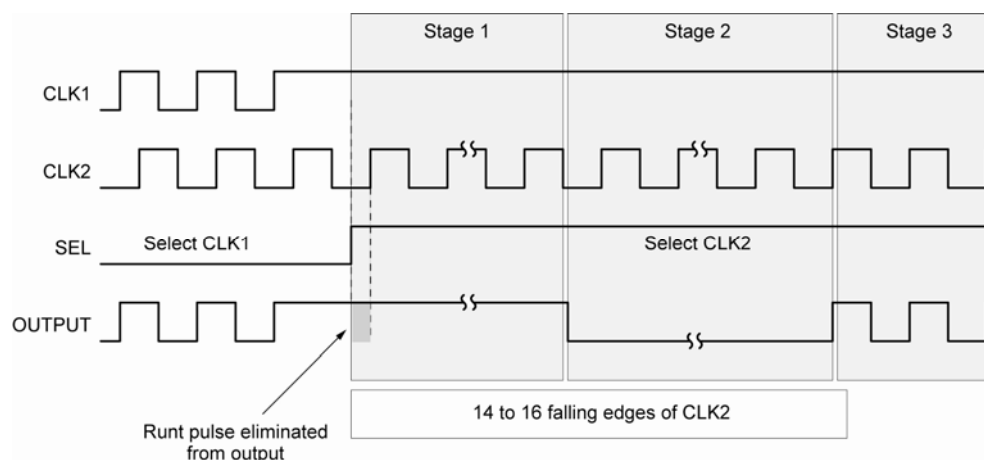 Stage 1
Stage 2
Stage 3
CLK1
CLK2
SEL
Select CLK1
Select CLK2
OUTPUT
14 to 16 falling edges of CLK2
Runt pulse eliminated
from output